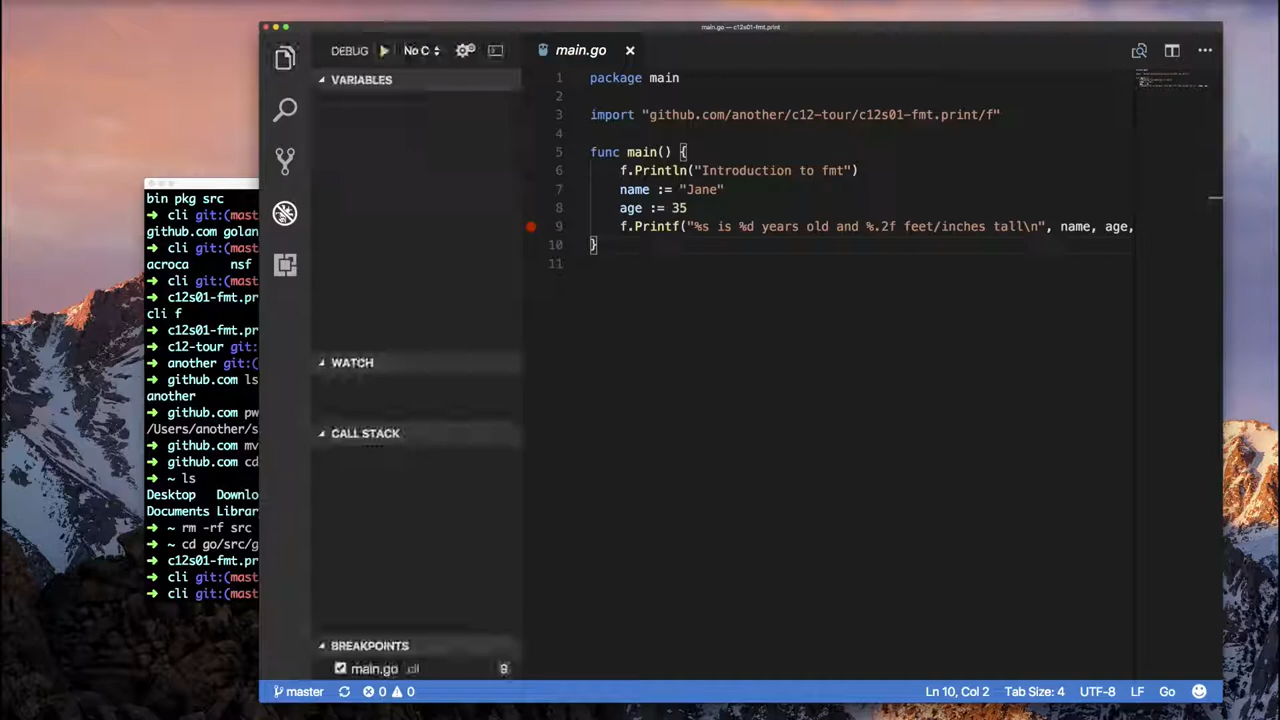 main.go — c12s01-fmt.print
DEBUG No C
main.go
VARIABLES
WATCH
CALL STACK
BREAKPOINTS
main.go cli 9
1 package main
2
3 import "github.com/another/c12-tour/c12s01-fmt.print/f"
4
5 func main() {
6 f.Println("Introduction to fmt")
7 name := "Jane"
8 age := 35
9 f.Printf("%s is %d years old and %.2f feet/inches tall\n", name, age,
10 }
11
bin pkg src
➜ cli git:(mast
github.com golan
➜ cli git:(mast
acroca nsf
➜ cli git:(mast
➜ c12s01-fmt.pr
cli f
➜ c12s01-fmt.pr
➜ c12-tour git:
➜ another git:(
➜ github.com ls
another
➜ github.com pw
/Users/another/s
➜ github.com mv
➜ github.com cd
➜ ~ ls
Desktop Downlo
Documents Librar
➜ ~ rm -rf src
➜ ~ cd go/src/g
➜ c12s01-fmt.pr
➜ cli git:(mast
➜ cli git:(mast
master 0 0 Ln 10, Col 2 Tab Size: 4 UTF-8 LF Go